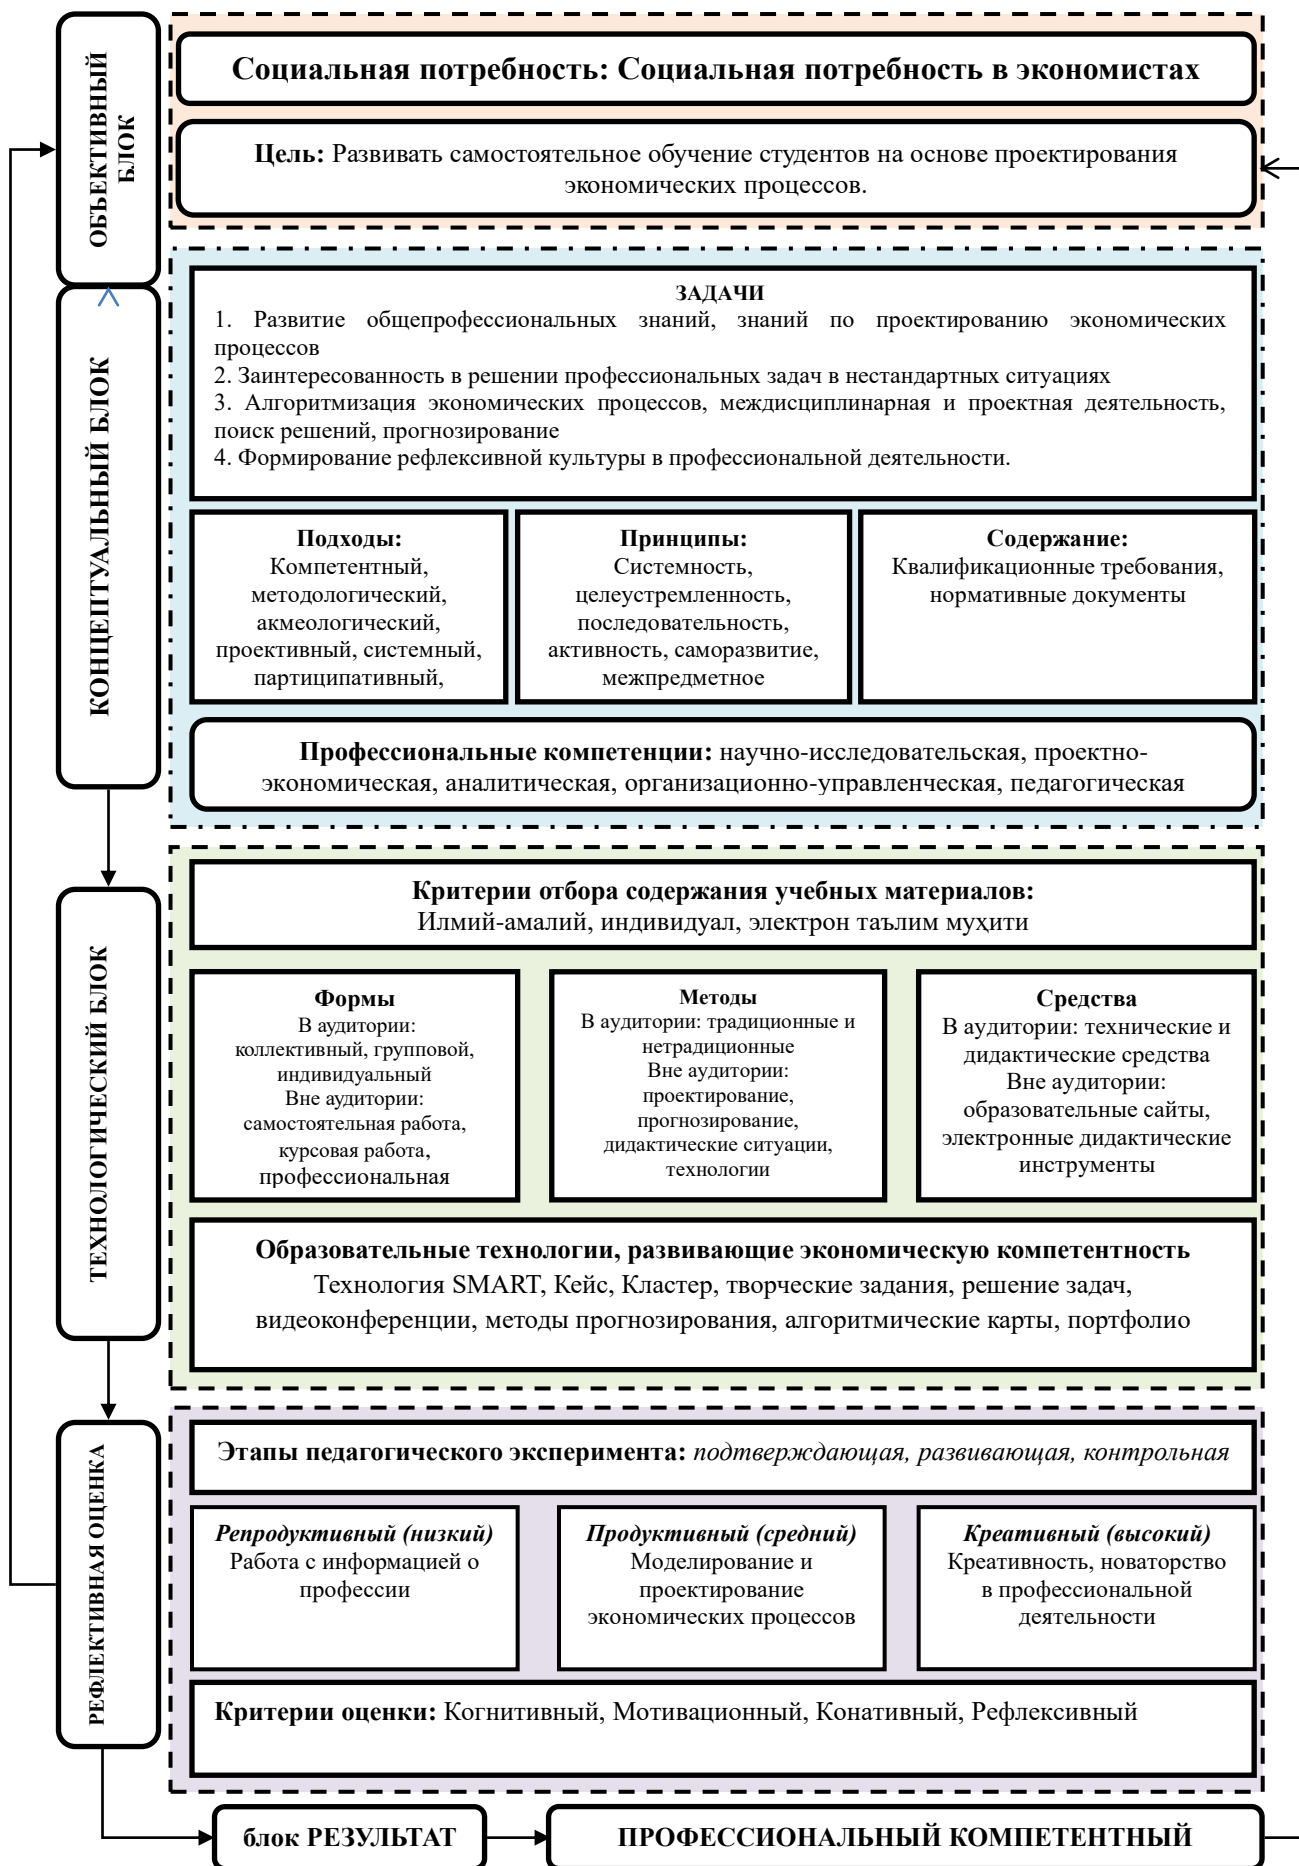 ОБЪЕКТИВНЫЙ
БЛОК
Социальная потребность: Социальная потребность в экономистах
Цель: Развивать самостоятельное обучение студентов на основе проектирования
экономических процессов.
КОНЦЕПТУАЛЬНЫЙ БЛОК
ЗАДАЧИ
1. Развитие общепрофессиональных знаний, знаний по проектированию экономических
процессов
2. Заинтересованность в решении профессиональных задач в нестандартных ситуациях
3. Алгоритмизация экономических процессов, междисциплинарная и проектная деятельность,
поиск решений, прогнозирование
4. Формирование рефлексивной культуры в профессиональной деятельности.
Подходы:
Компетентный,
методологический,
акмеологический,
проективный, системный,
партиципативный,
Принципы:
Системность,
целеустремленность,
последовательность,
активность, саморазвитие,
межпредметное
Содержание:
Квалификационные требования,
нормативные документы
Профессиональные компетенции: научно-исследовательская, проектно-
экономическая, аналитическая, организационно-управленческая, педагогическая
ТЕХНОЛОГИЧЕСКИЙ БЛОК
Критерии отбора содержания учебных материалов:
Илмий-амалий, индивидуал, электрон таълим муҳити
Формы
В аудитории:
коллективный, групповой,
индивидуальный
Вне аудитории:
самостоятельная работа,
курсовая работа,
профессиональная
Методы
В аудитории: традиционные и
нетрадиционные
Вне аудитории:
проектирование,
прогнозирование,
дидактические ситуации,
технологии
Средства
В аудитории: технические и
дидактические средства
Вне аудитории:
образовательные сайты,
электронные дидактические
инструменты
Образовательные технологии, развивающие экономическую компетентность
Технология SMART, Кейс, Кластер, творческие задания, решение задач,
видеоконференции, методы прогнозирования, алгоритмические карты, портфолио
РЕФЛЕКТИВНАЯ ОЦЕНКА
Этапы педагогического эксперимента: подтверждающая, развивающая, контрольная
Репродуктивный (низкий)
Работа с информацией о
профессии
Продуктивный (средний)
Моделирование и
проектирование
экономических процессов
Креативный (высокий)
Креативность, новаторство
в профессиональной
деятельности
Критерии оценки: Когнитивный, Мотивационный, Конативный, Рефлексивный
блок РЕЗУЛЬТАТ
ПРОФЕССИОНАЛЬНЫЙ КОМПЕТЕНТНЫЙ